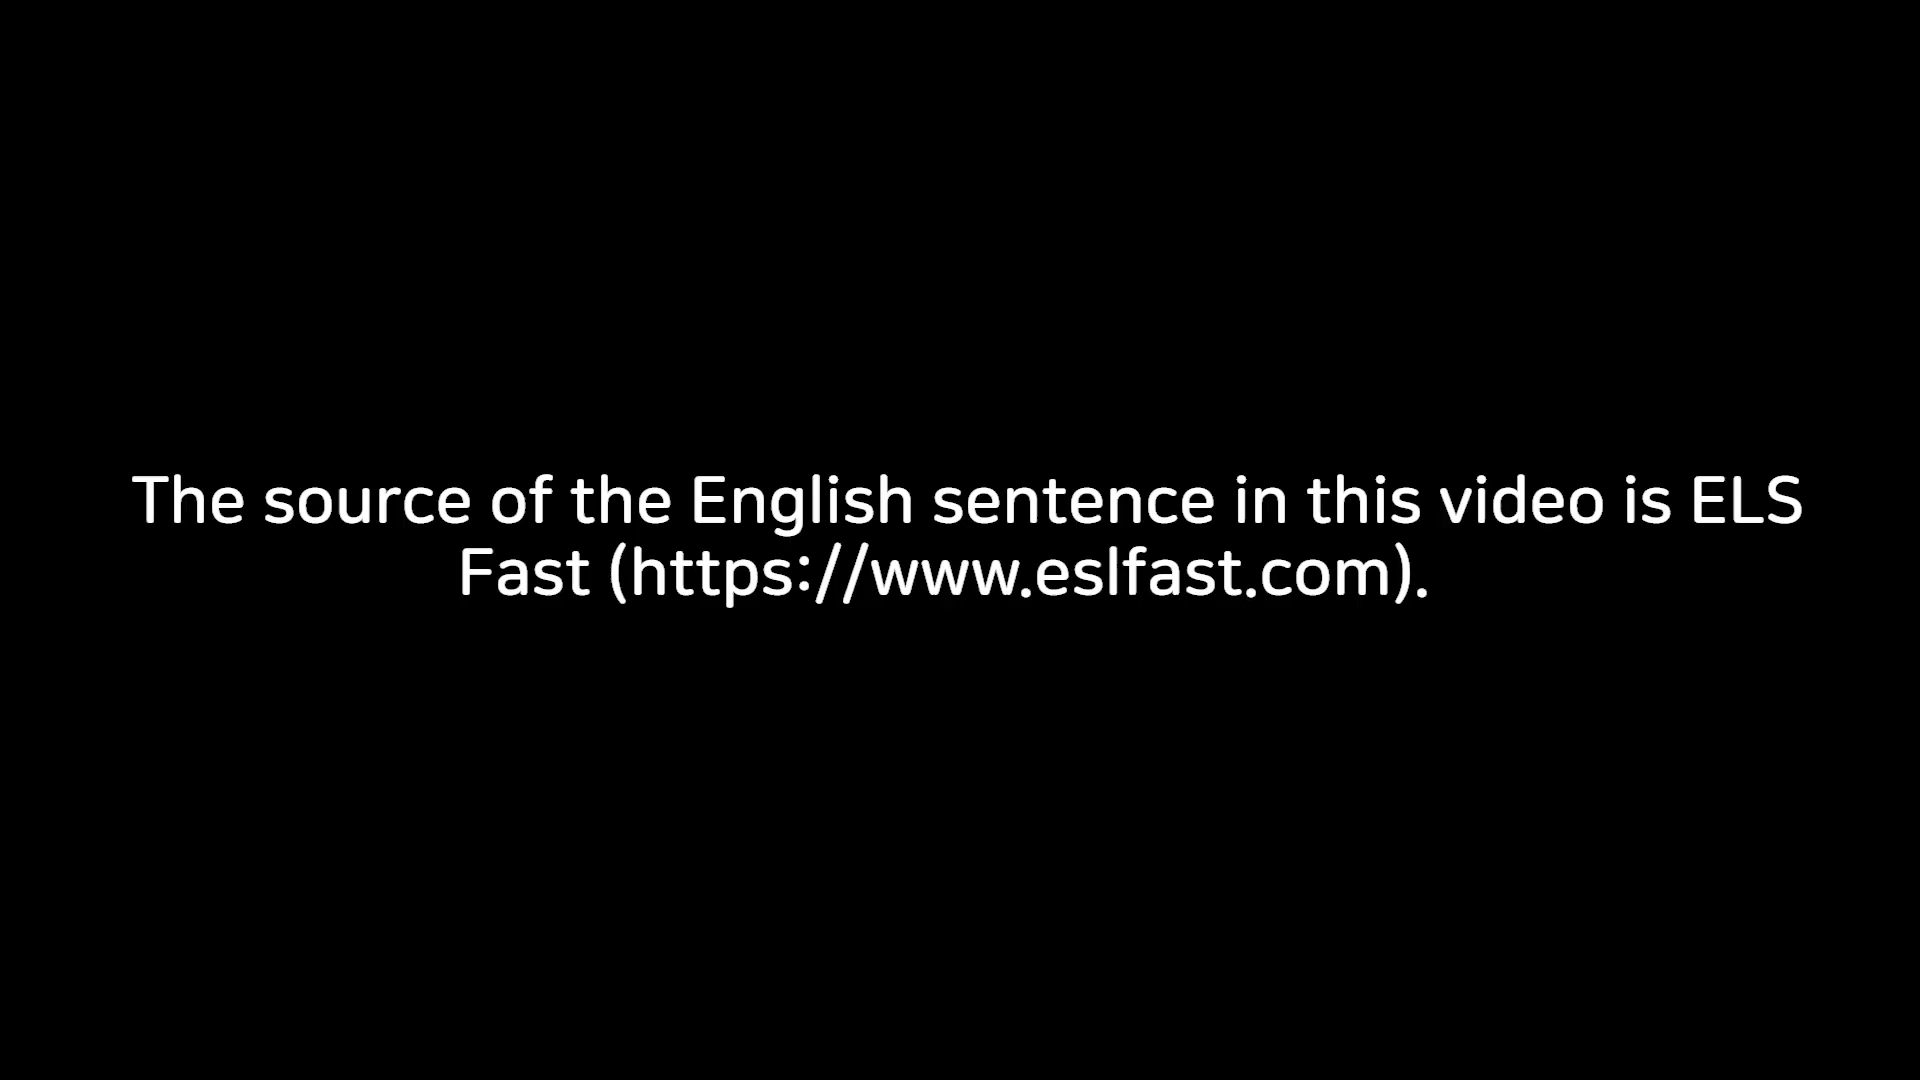 The source of the English sentence in this video is ELS
Fast (https://www.eslfast.com).